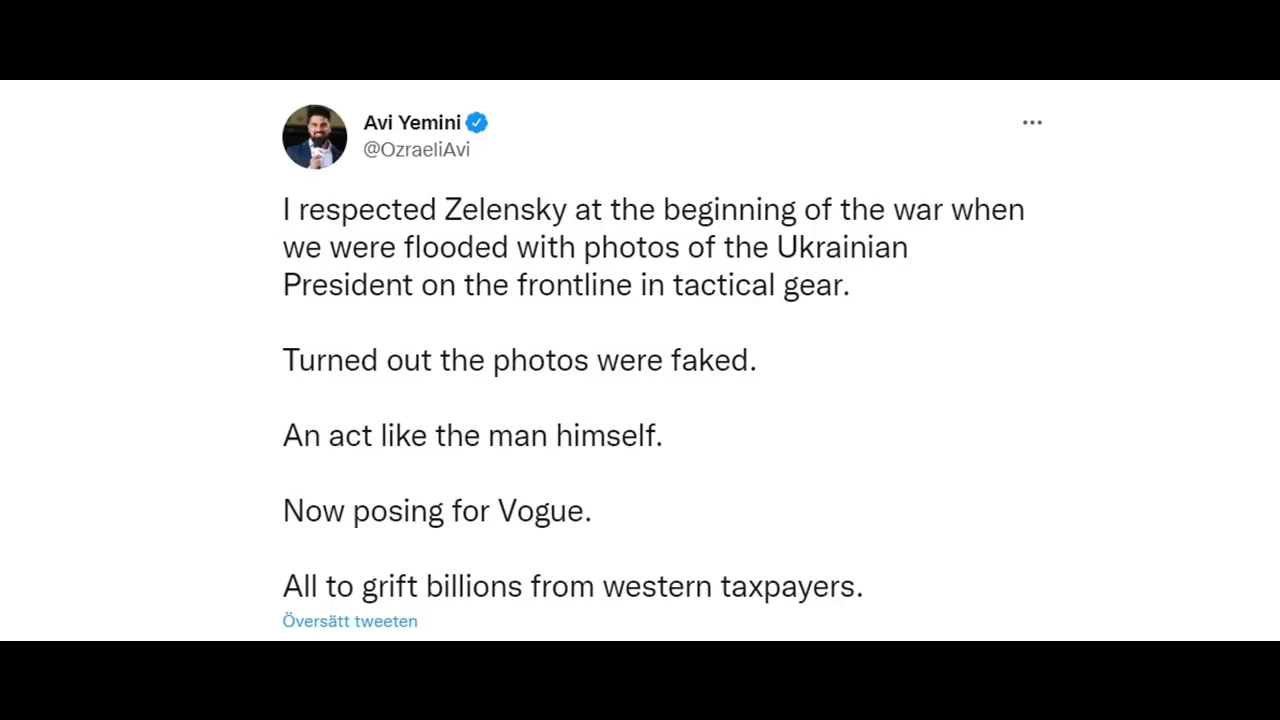 Avi Yemini
@OzraeliAvi
I respected Zelensky at the beginning of the war when
we were flooded with photos of the Ukrainian
President on the frontline in tactical gear.
Turned out the photos were faked.
An act like the man himself.
Now posing for Vogue.
All to grift billions from western taxpayers.
Översätt tweeten